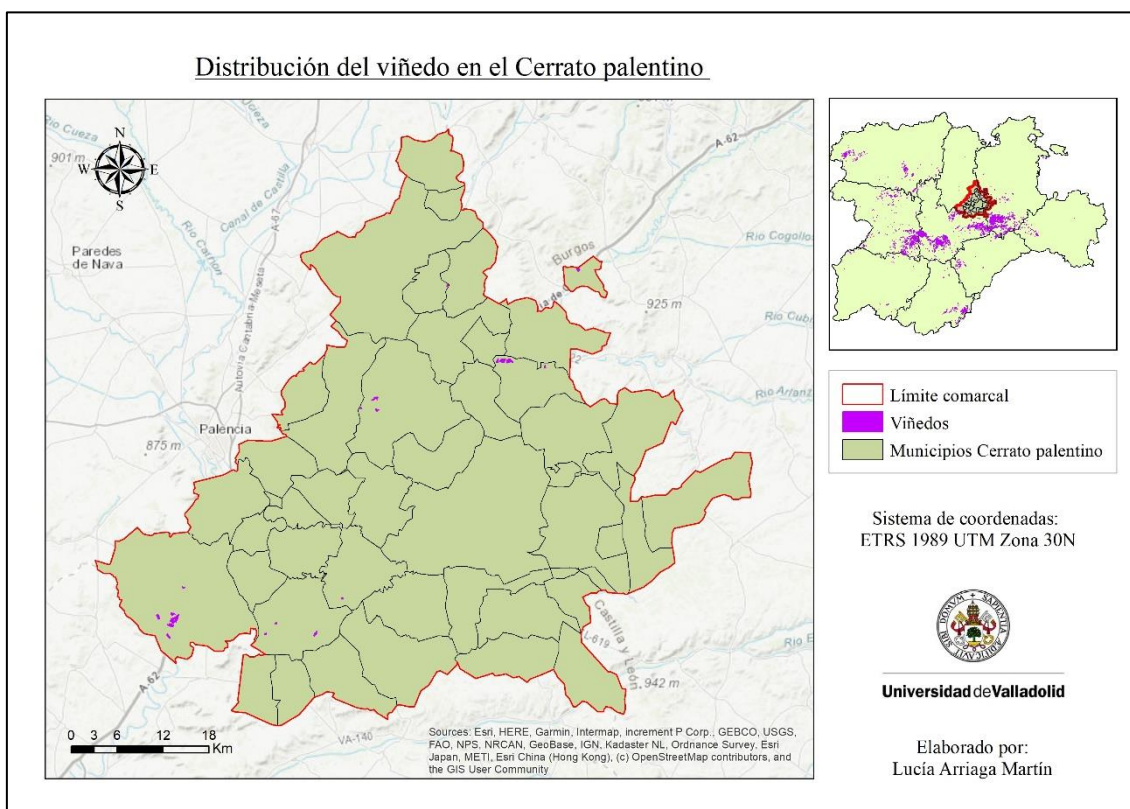 Distribución del viñedo en el Cerrato palentino
N
W E
S
901 m
Río Cueza
Ucieza
Canal de Castilla
A-67
Río Carrión
Paredes
de Nava
Autovía Cantabria-Meseta
Palencia
875 m
A-62
Burgos
Río Cogollos
925 m
Río Cubi
Río Arlanz
Castilla y León
L-619
Río E
942 m
A-62
VA-140
0 3 6 12 18
Km
Sources: Esri, HERE, Garmin, Intermap, increment P Corp., GEBCO, USGS,
FAO, NPS, NRCAN, GeoBase, IGN, Kadaster NL, Ordnance Survey, Esri
Japan, METI, Esri China (Hong Kong), (c) OpenStreetMap contributors, and
the GIS User Community
Límite comarcal
Viñedos
Municipios Cerrato palentino
Sistema de coordenadas:
ETRS 1989 UTM Zona 30N
Universidad de Valladolid
Elaborado por:
Lucía Arriaga Martín